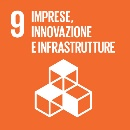 9 IMPRESE,
INNOVAZIONE
E INFRASTRUTTURE